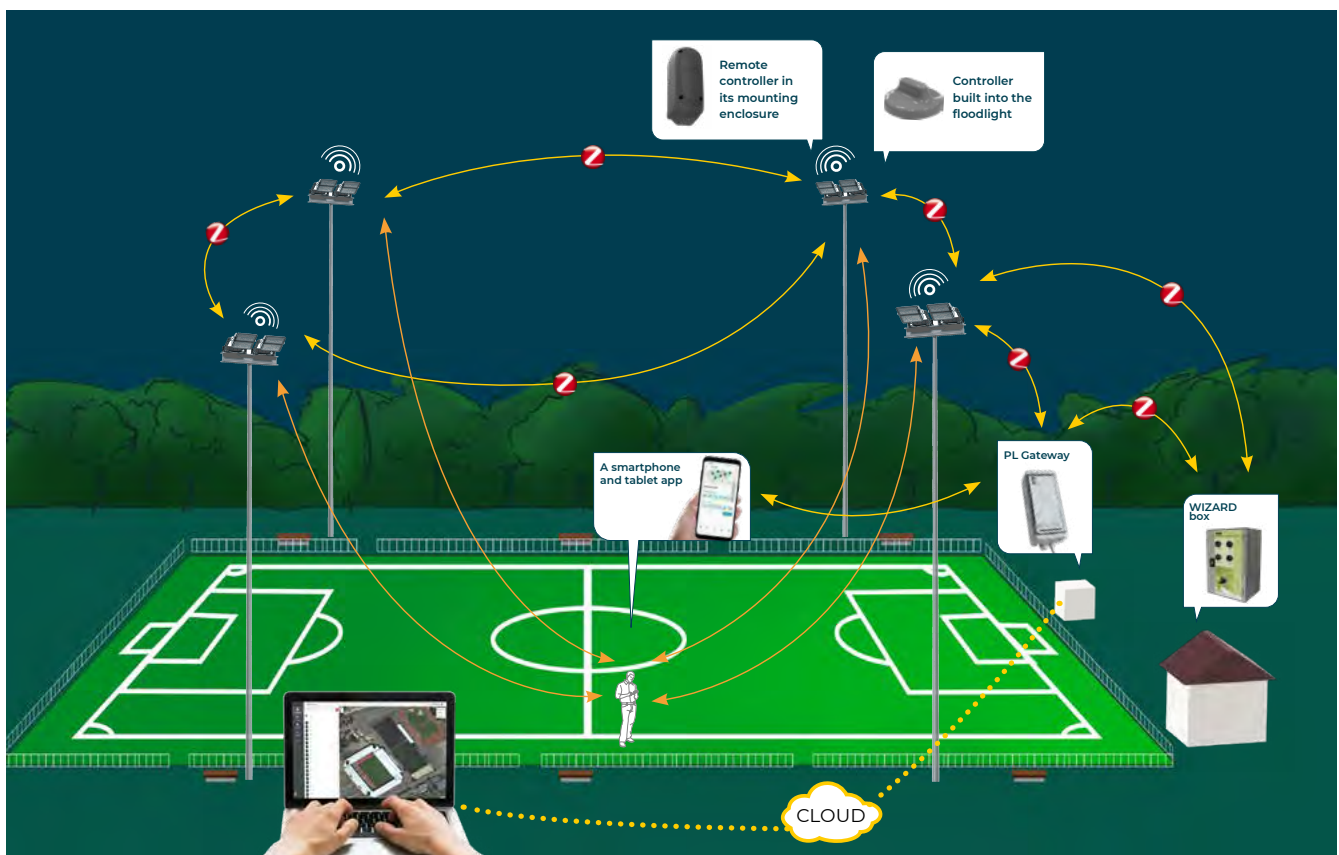 Remote
controller in
its mounting
enclosure
Controller
built into the
floodlight
A smartphone
and tablet app
PL Gateway
WIZARD
box
CLOUD